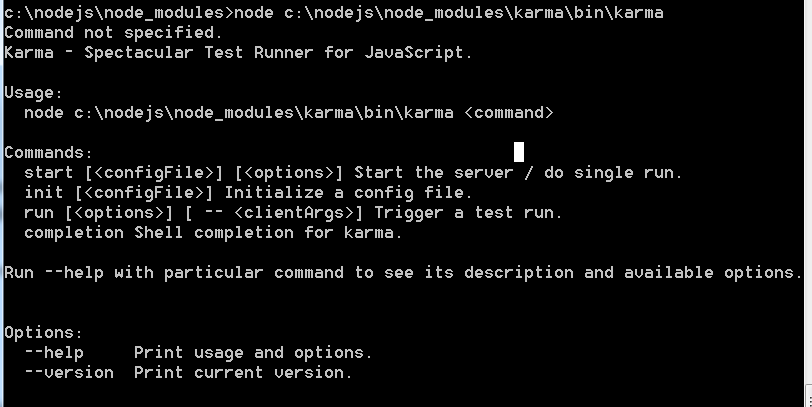 c:\nodejs\node_modules>node c:\nodejs\node_modules\karma\bin\karma
Command not specified.
Karma - Spectacular Test Runner for JavaScript.
Usage:
  node c:\nodejs\node_modules\karma\bin\karma <command>
Commands:
  start [<configFile>] [<options>] Start the server / do single run.
  init [<configFile>] Initialize a config file.
  run [<options>] [ -- <clientArgs>] Trigger a test run.
  completion Shell completion for karma.
Run --help with particular command to see its description and available options.
Options:
  --help     Print usage and options.
  --version  Print current version.